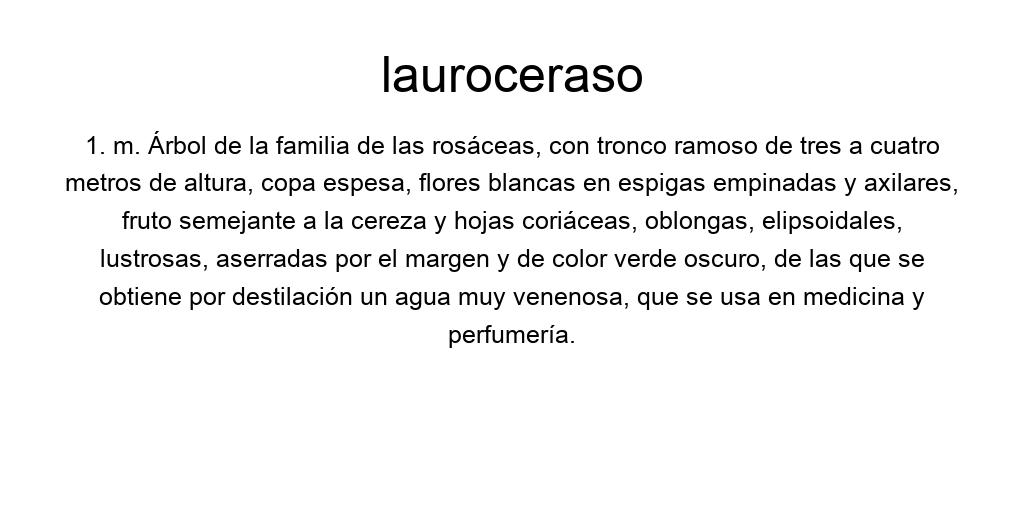 lauroceraso
1. m. Árbol de la familia de las rosáceas, con tronco ramoso de tres a cuatro
metros de altura, copa espesa, flores blancas en espigas empinadas y axilares,
fruto semejante a la cereza y hojas coriáceas, oblongas, elipsoidales,
lustrosas, aserradas por el margen y de color verde oscuro, de las que se
obtiene por destilación un agua muy venenosa, que se usa en medicina y
perfumería.